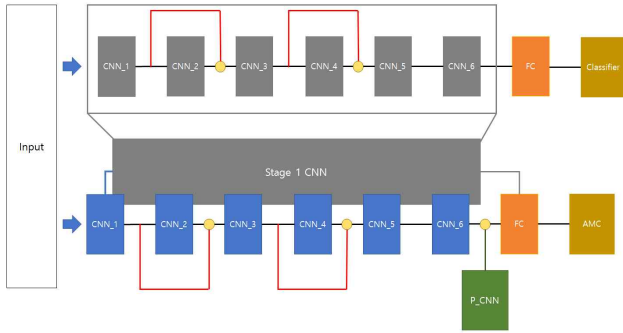 Input
CNN_1
CNN_2
CNN_3
CNN_4
CNN_5
CNN_6
FC
Classifier
Stage 1 CNN
CNN_1
CNN_2
CNN_3
CNN_4
CNN_5
CNN_6
FC
AMC
P_CNN